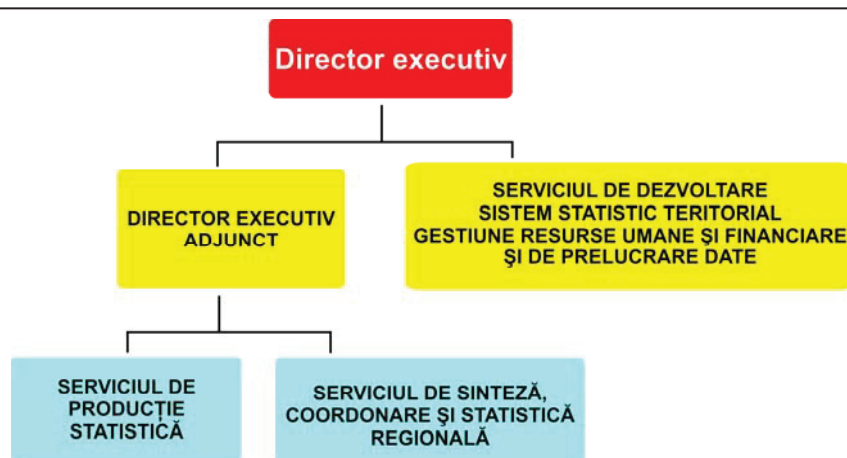 Director executiv
DIRECTOR EXECUTIV
ADJUNCT
SERVICIUL DE DEZVOLTARE
SISTEM STATISTIC TERITORIAL
GESTIUNE RESURSE UMANE ŞI FINANCIARE
ŞI DE PRELUCRARE DATE
SERVICIUL DE
PRODUCȚIE
STATISTICĂ
SERVICIUL DE SINTEZĂ,
COORDONARE ŞI STATISTICĂ
REGIONALĂ